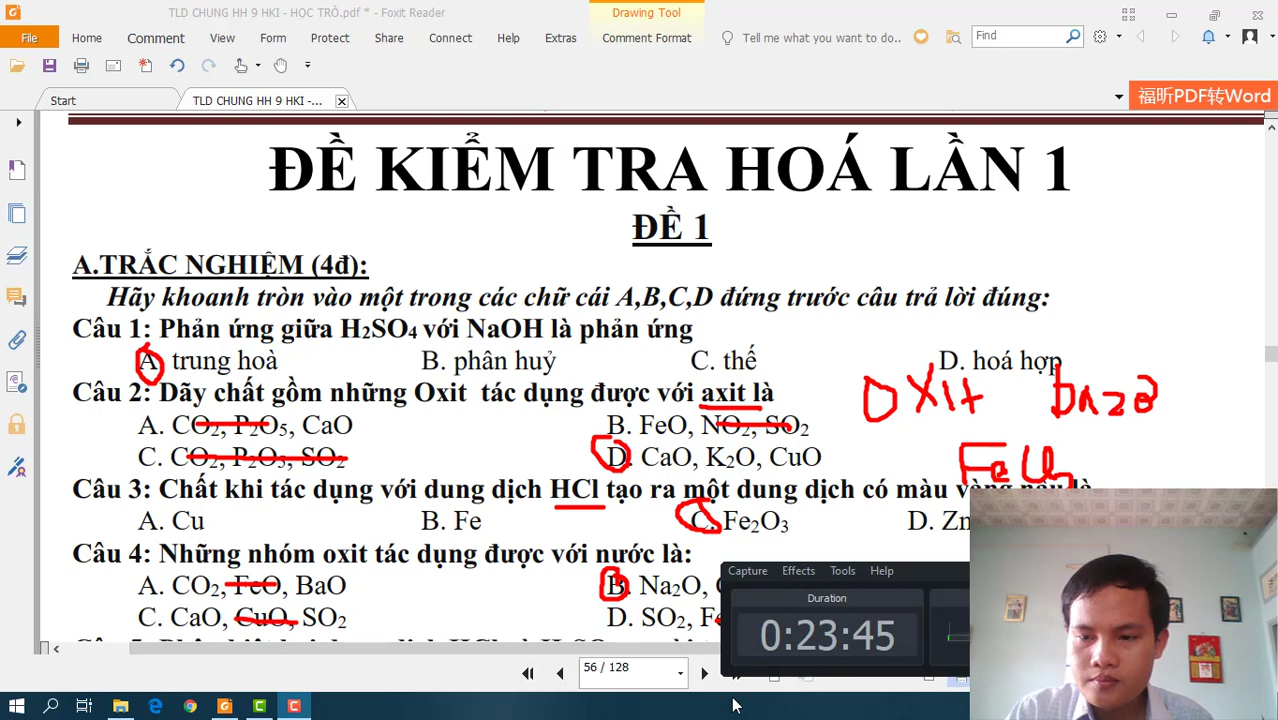 TLD CHUNG HH 9 HKI - HOC TRÒ.pdf * - Foxit Reader
Drawing Tool
File Home Comment View Form Protect Share Connect Help Extras Comment Format Tell me what you want to do.. Find
Start TLD CHUNG HH 9 HKI -... 福昕PDF转Word
ĐỀ KIỂM TRA HOÁ LẦN 1
ĐỀ 1
A.TRẮC NGHIỆM (4đ):
Hãy khoanh tròn vào một trong các chữ cái A,B,C,D đứng trước câu trả lời đúng:
Câu 1: Phản ứng giữa H₂SO₄ với NaOH là phản ứng
A. trung hoà B. phân huỷ C. thế D. hoá hợp
Câu 2: Dãy chất gồm những Oxit tác dụng được với axit là
oxit bazơ
A. CO₂, P₂O₅, CaO B. FeO, NO₂, SO₂
C. CO₂, P₂O₅, SO₂ D. CaO, K₂O, CuO
FeCl₃
Câu 3: Chất khi tác dụng với dung dịch HCl tạo ra một dung dịch có màu vàng nâu là
A. Cu B. Fe C. Fe₂O₃ D. Zn
Câu 4: Những nhóm oxit tác dụng được với nước là:
A. CO₂, FeO, BaO B. Na₂O,
C. CaO, CuO, SO₂ D. SO₂,
Capture Effects Tools Help
Duration
0:23:45
56 / 128